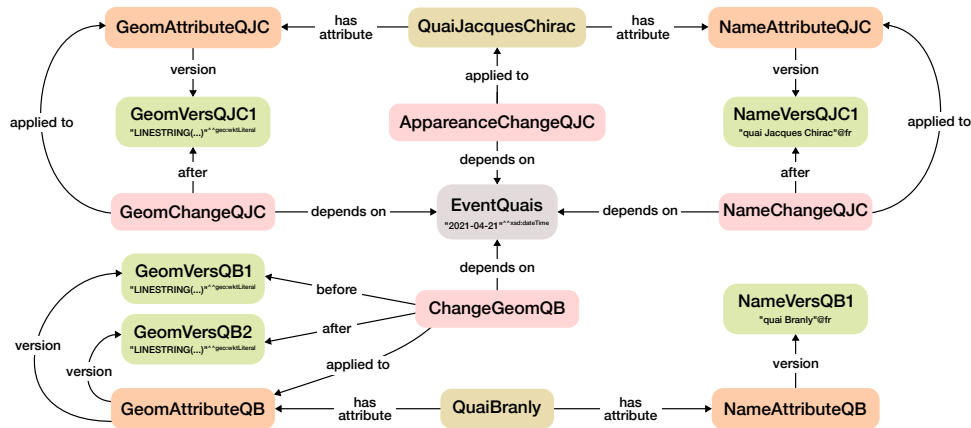 GeomAttributeQJC
has
attribute
QuaiJacquesChirac
has
attribute
NameAttributeQJC
version
applied to
version
GeomVersQJC1
"LINESTRING(...)"^^geo:wktLiteral
applied to
AppareanceChangeQJC
NameVersQJC1
"quai Jacques Chirac"@fr
applied to
after
depends on
after
GeomChangeQJC
depends on
EventQuais
"2021-04-21"^^xsd:dateTime
depends on
NameChangeQJC
GeomVersQB1
"LINESTRING(...)"^^geo:wktLiteral
depends on
before
ChangeGeomQB
NameVersQB1
"quai Branly"@fr
GeomVersQB2
"LINESTRING(...)"^^geo:wktLiteral
after
version
version
applied to
version
GeomAttributeQB
has
attribute
QuaiBranly
has
attribute
NameAttributeQB